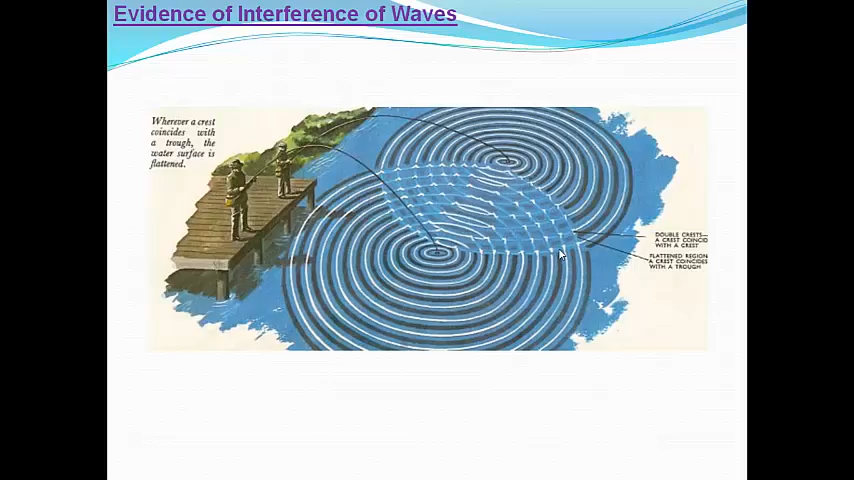 Evidence of Interference of Waves
Wherever a crest
coincides with
a trough, the
water surface is
flattened.
DOUBLE CRESTS—
A CREST COINCID
WITH A CREST
FLATTENED REGION
A CREST COINCIDES
WITH A TROUGH